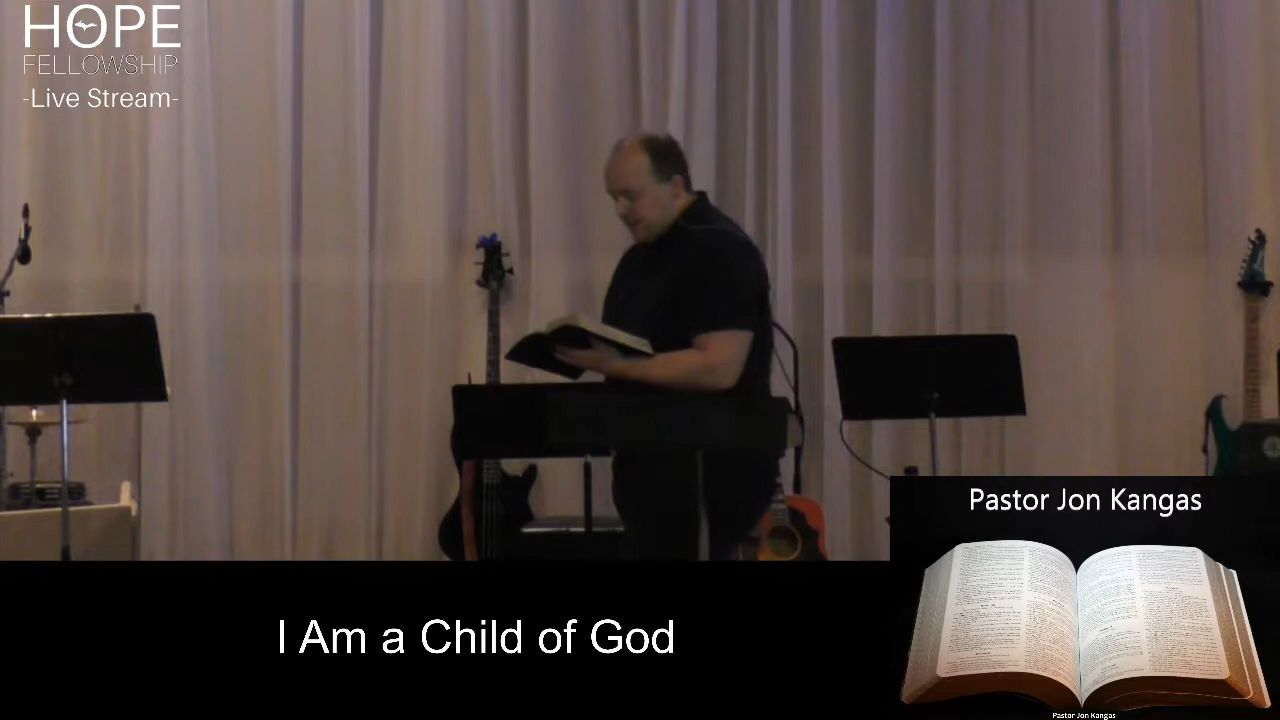 HOPE
FELLOWSHIP
-Live Stream-
Pastor Jon Kangas
I Am a Child of God
Pastor Jon Kangas